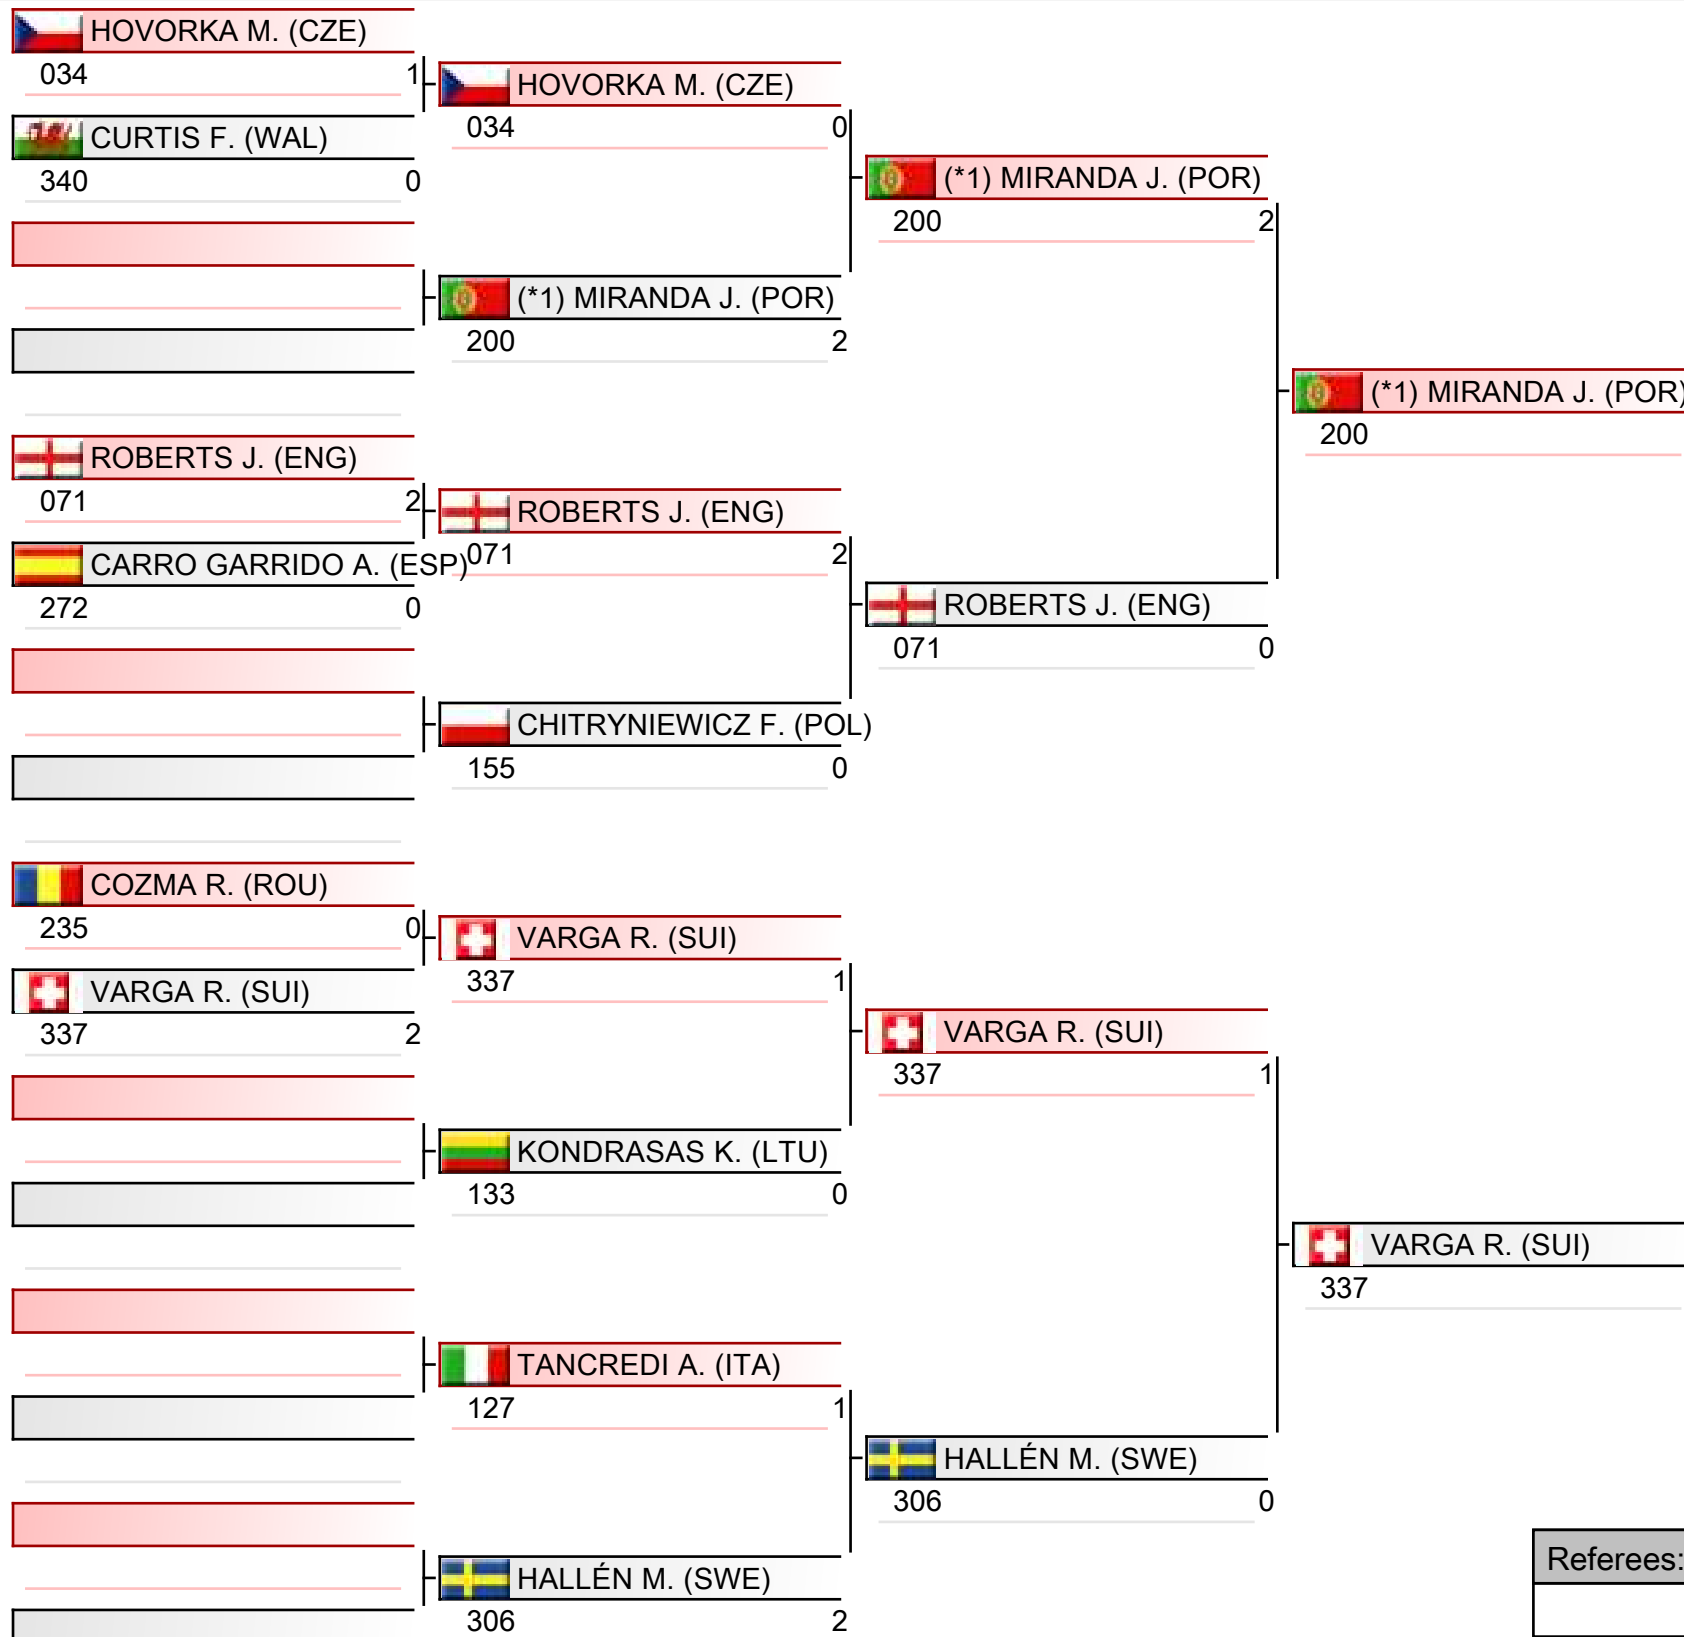 HOVORKA M. (CZE)
034 1
CURTIS F. (WAL)
340 0
ROBERTS J. (ENG)
071 2
CARRO GARRIDO A. (ESP)
272 0
COZMA R. (ROU)
235 0
VARGA R. (SUI)
337 2
HOVORKA M. (CZE)
034 0
(*1) MIRANDA J. (POR)
200 2
ROBERTS J. (ENG)
071 2
CHITRYNIEWICZ F. (POL)
155 0
VARGA R. (SUI)
337 1
KONDRASAS K. (LTU)
133 0
TANCREDI A. (ITA)
127 1
HALLÉN M. (SWE)
306 2
(*1) MIRANDA J. (POR)
200 2
ROBERTS J. (ENG)
071 0
VARGA R. (SUI)
337 1
HALLÉN M. (SWE)
306 0
(*1) MIRANDA J. (POR)
200
VARGA R. (SUI)
337
Referees: